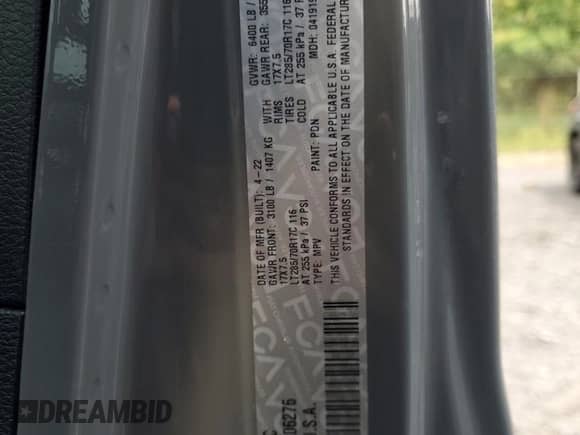 DATE OF MFR (BUILT): 4-22 GVWR: 6400 LB /
GAWR FRONT: 3100 LB / 1407 KG WITH GAWR REAR: 355
17X7.5 RIMS 17X7.5
LT285/70R17C 116 TIRES LT285/70R17C 116
AT 255 kPa / 37 PSI COLD AT 255 kPa / 37 P
TYPE: MPV PAINT: PDN MDH: 04191
THIS VEHICLE CONFORMS TO ALL APPLICABLE U.S.A. FEDERAL
STANDARDS IN EFFECT ON THE DATE OF MANUFACTUR
06276
U.S.A.
FCA
DREAMBID